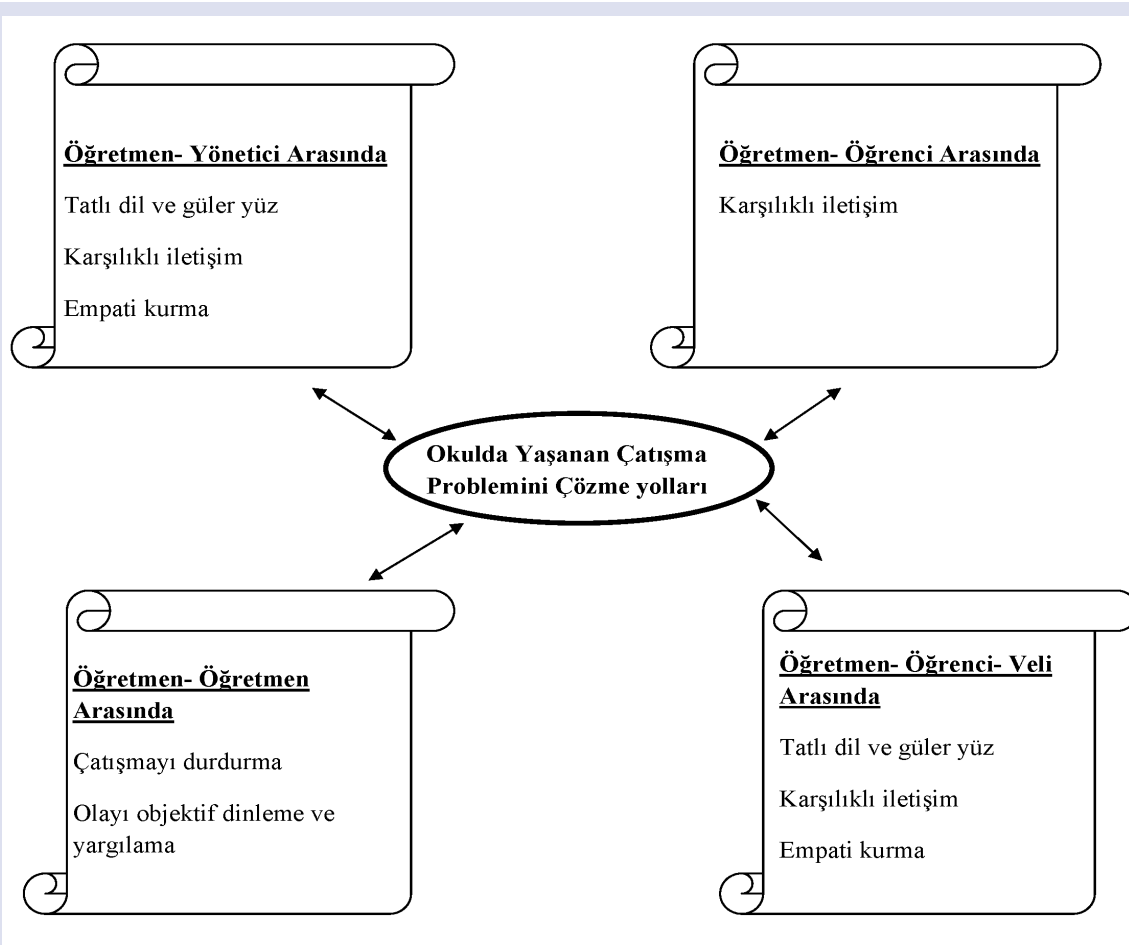 Öğretmen- Yönetici Arasında
Tatlı dil ve güler yüz
Karşılıklı iletişim
Empati kurma
Öğretmen- Öğrenci Arasında
Karşılıklı iletişim
Okulda Yaşanan Çatışma
Problemini Çözme yolları
Öğretmen- Öğretmen
Arasında
Çatışmayı durdurma
Olayı objektif dinleme ve
yargılama
Öğretmen- Öğrenci- Veli
Arasında
Tatlı dil ve güler yüz
Karşılıklı iletişim
Empati kurma